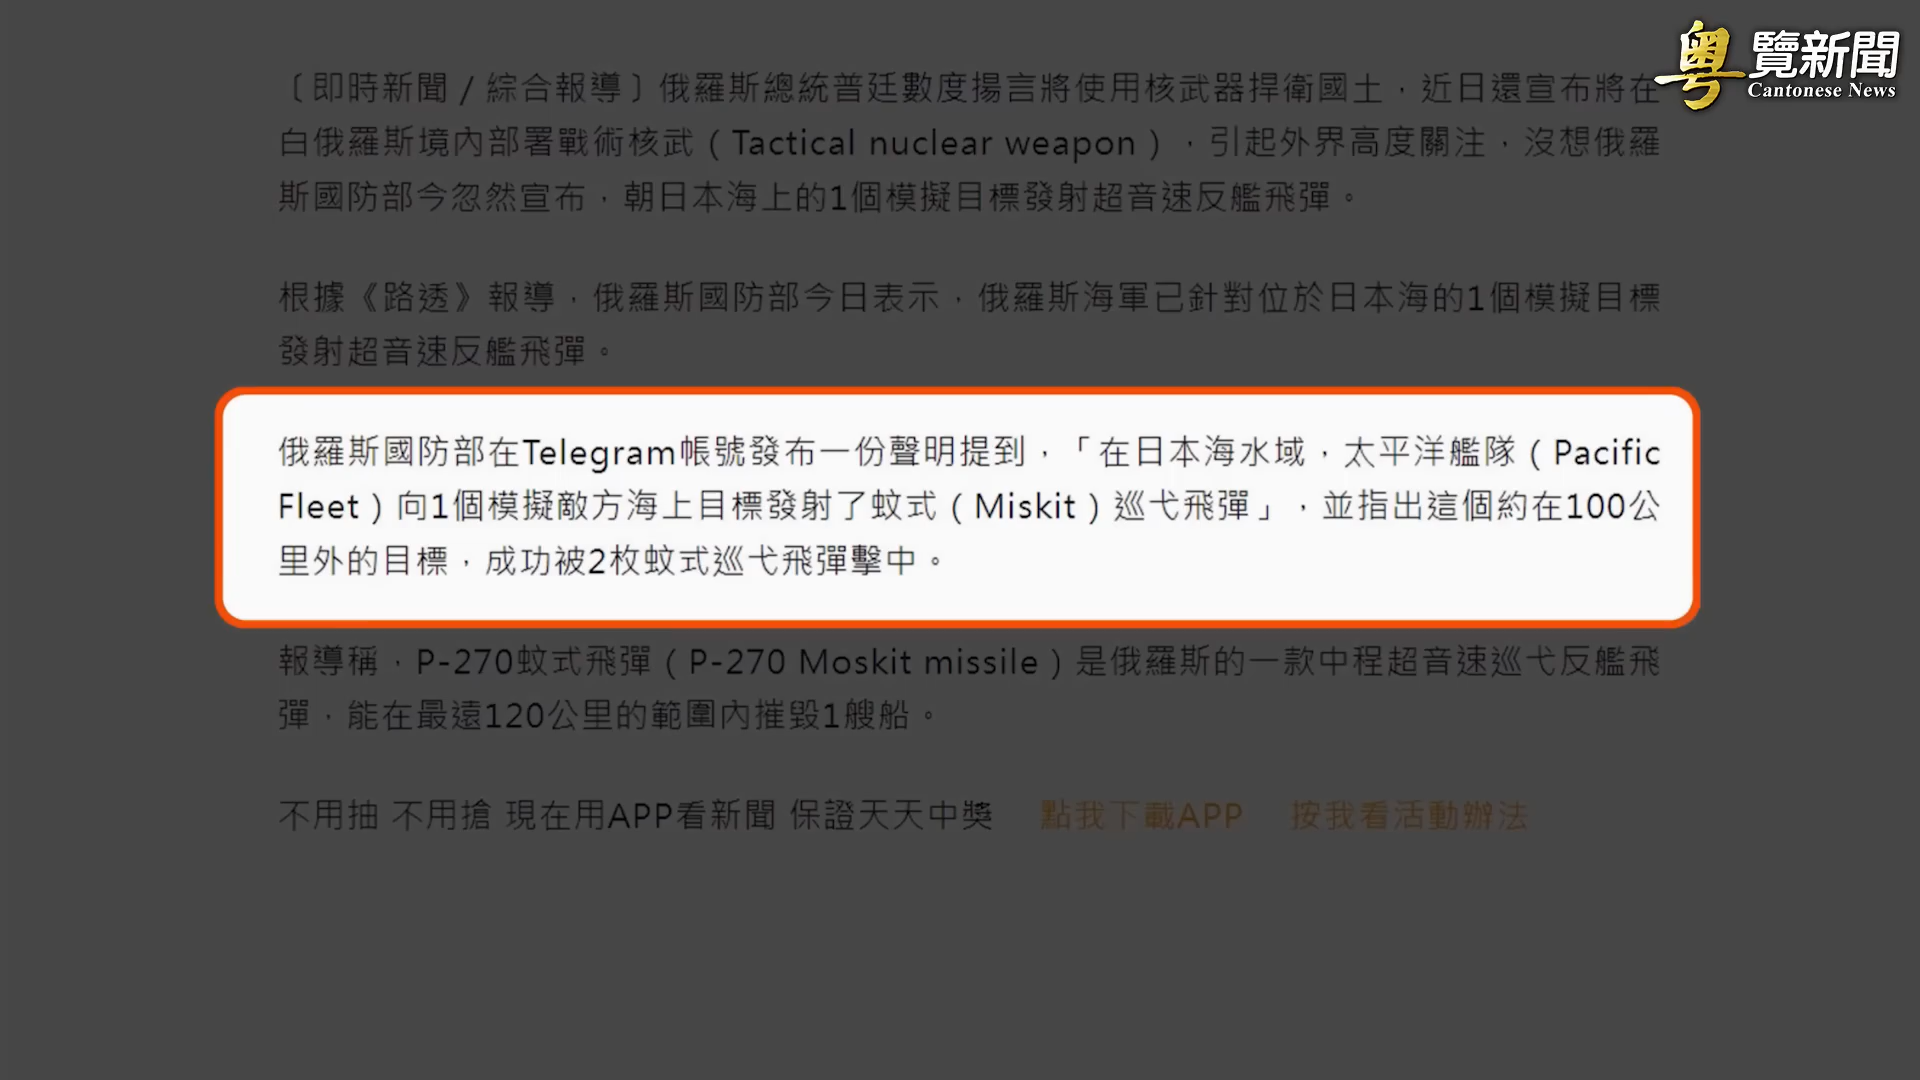 粵覽新聞
Cantonese News
〔即時新聞/綜合報導〕俄羅斯總統普廷數度揚言將使用核武器捍衛國土，近日還宣布將在
白俄羅斯境內部署戰術核武（Tactical nuclear weapon），引起外界高度關注，沒想俄羅
斯國防部今忽然宣布，朝日本海上的1個模擬目標發射超音速反艦飛彈。
根據《路透》報導，俄羅斯國防部今日表示，俄羅斯海軍已針對位於日本海的1個模擬目標
發射超音速反艦飛彈。
俄羅斯國防部在Telegram帳號發布一份聲明提到，「在日本海水域，太平洋艦隊（Pacific
Fleet）向1個模擬敵方海上目標發射了蚊式（Miskit）巡弋飛彈」，並指出這個約在100公
里外的目標，成功被2枚蚊式巡弋飛彈擊中。
報導稱，P-270蚊式飛彈（P-270 Moskit missile）是俄羅斯的一款中程超音速巡弋反艦飛
彈，能在最遠120公里的範圍內摧毀1艘船。
不用抽 不用搶 現在用APP看新聞 保證天天中獎 點我下載APP 按我看活動辦法